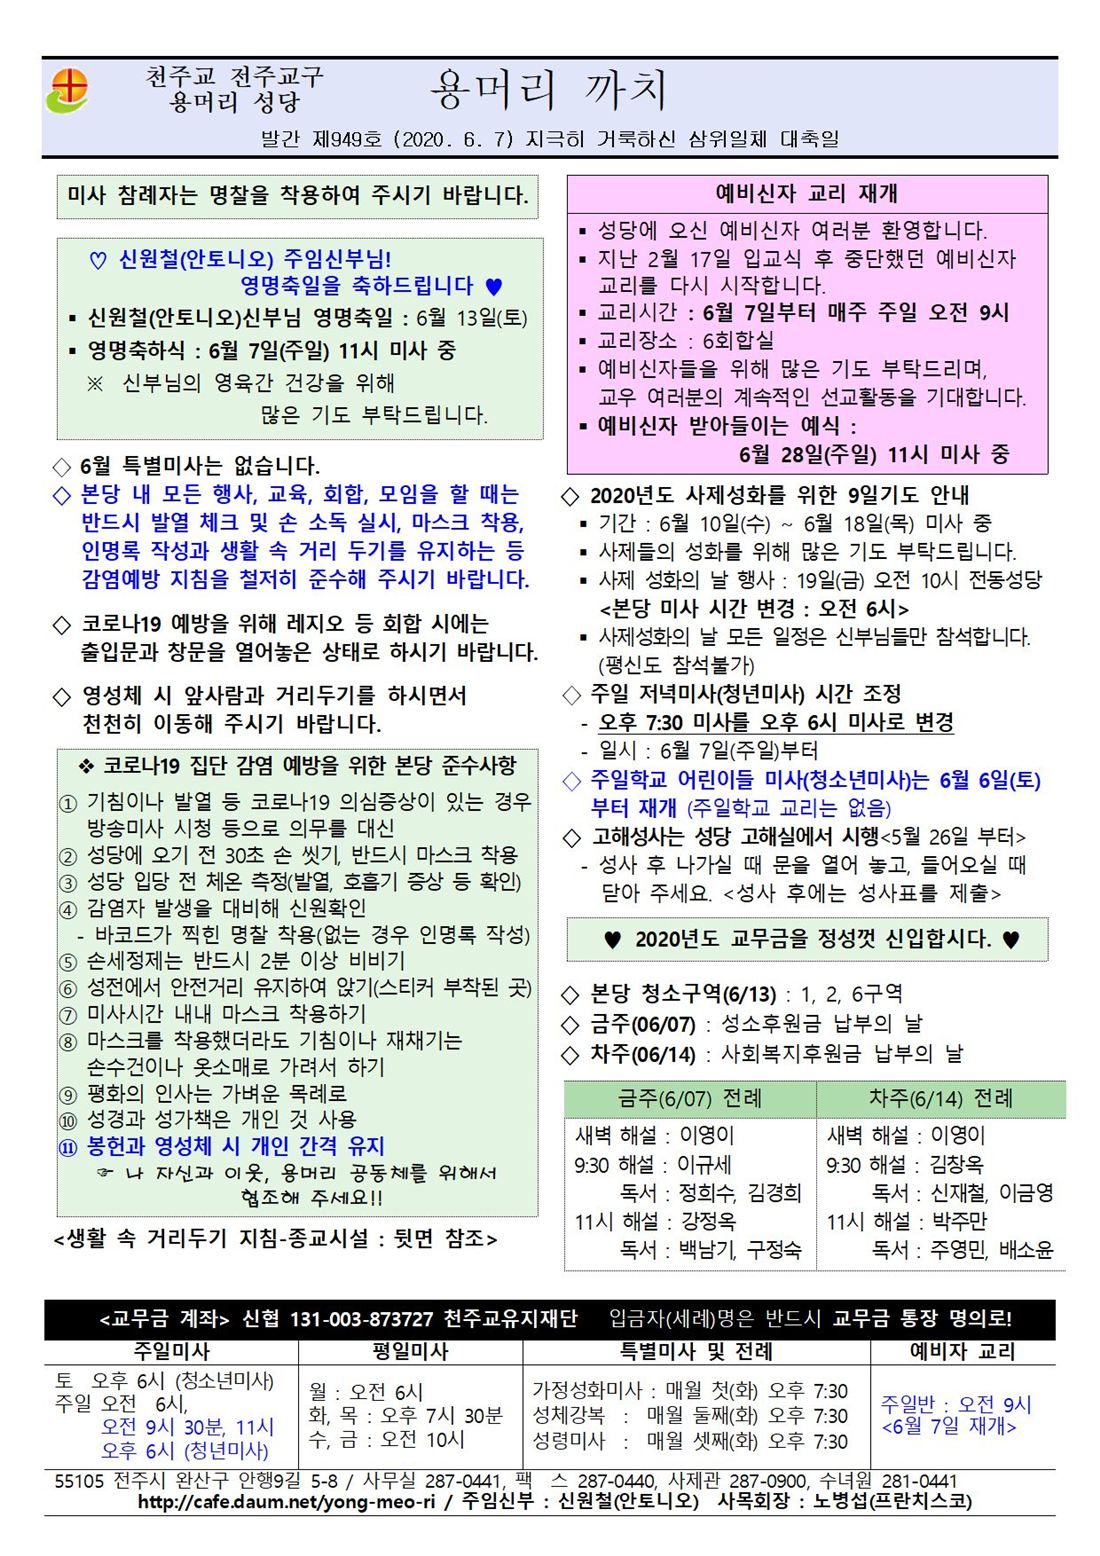 천주교 전주교구
용머리 성당
용머리 까치
발간 제949호 (2020. 6. 7) 지극히 거룩하신 삼위일체 대축일
미사 참례자는 명찰을 착용하여 주시기 바랍니다.
♡ 신원철(안토니오) 주임신부님!
영명축일을 축하드립니다 ♥
▪ 신원철(안토니오)신부님 영명축일 : 6월 13일(토)
▪ 영명축하식 : 6월 7일(주일) 11시 미사 중
※ 신부님의 영육간 건강을 위해
많은 기도 부탁드립니다.
◇ 6월 특별미사는 없습니다.
◇ 본당 내 모든 행사, 교육, 회합, 모임을 할 때는
반드시 발열 체크 및 손 소독 실시, 마스크 착용,
인명록 작성과 생활 속 거리 두기를 유지하는 등
감염예방 지침을 철저히 준수해 주시기 바랍니다.
◇ 코로나19 예방을 위해 레지오 등 회합 시에는
출입문과 창문을 열어놓은 상태로 하시기 바랍니다.
◇ 영성체 시 앞사람과 거리두기를 하시면서
천천히 이동해 주시기 바랍니다.
❖ 코로나19 집단 감염 예방을 위한 본당 준수사항
① 기침이나 발열 등 코로나19 의심증상이 있는 경우
방송미사 시청 등으로 의무를 대신
② 성당에 오기 전 30초 손 씻기, 반드시 마스크 착용
③ 성당 입당 전 체온 측정(발열, 호흡기 증상 등 확인)
④ 감염자 발생을 대비해 신원확인
- 바코드가 찍힌 명찰 착용(없는 경우 인명록 작성)
⑤ 손세정제는 반드시 2분 이상 비비기
⑥ 성전에서 안전거리 유지하여 앉기(스티커 부착된 곳)
⑦ 미사시간 내내 마스크 착용하기
⑧ 마스크를 착용했더라도 기침이나 재채기는
손수건이나 옷소매로 가려서 하기
⑨ 평화의 인사는 가벼운 목례로
⑩ 성경과 성가책은 개인 것 사용
⑪ 봉헌과 영성체 시 개인 간격 유지
☞ 나 자신과 이웃, 용머리 공동체를 위해서
협조해 주세요!!
<생활 속 거리두기 지침-종교시설 : 뒷면 참조>
예비신자 교리 재개
▪ 성당에 오신 예비신자 여러분 환영합니다.
▪ 지난 2월 17일 입교식 후 중단했던 예비신자
교리를 다시 시작합니다.
▪ 교리시간 : 6월 7일부터 매주 주일 오전 9시
▪ 교리장소 : 6회합실
▪ 예비신자들을 위해 많은 기도 부탁드리며,
교우 여러분의 계속적인 선교활동을 기대합니다.
▪ 예비신자 받아들이는 예식 :
6월 28일(주일) 11시 미사 중
◇ 2020년도 사제성화를 위한 9일기도 안내
▪ 기간 : 6월 10일(수) ~ 6월 18일(목) 미사 중
▪ 사제들의 성화를 위해 많은 기도 부탁드립니다.
▪ 사제 성화의 날 행사 : 19일(금) 오전 10시 전동성당
<본당 미사 시간 변경 : 오전 6시>
▪ 사제성화의 날 모든 일정은 신부님들만 참석합니다.
(평신도 참석불가)
◇ 주일 저녁미사(청년미사) 시간 조정
- 오후 7:30 미사를 오후 6시 미사로 변경
- 일시 : 6월 7일(주일)부터
◇ 주일학교 어린이들 미사(청소년미사)는 6월 6일(토)
부터 재개 (주일학교 교리는 없음)
◇ 고해성사는 성당 고해실에서 시행<5월 26일 부터>
- 성사 후 나가실 때 문을 열어 놓고, 들어오실 때
닫아 주세요. <성사 후에는 성사표를 제출>
♥ 2020년도 교무금을 정성껏 신입합시다. ♥
◇ 본당 청소구역(6/13) : 1, 2, 6구역
◇ 금주(06/07) : 성소후원금 납부의 날
◇ 차주(06/14) : 사회복지후원금 납부의 날
금주(6/07) 전례 차주(6/14) 전례
새벽 해설 : 이영이 새벽 해설 : 이영이
9:30 해설 : 이규세 9:30 해설 : 김창옥
독서 : 정희수, 김경희 독서 : 신재철, 이금영
11시 해설 : 강정옥 11시 해설 : 박주만
독서 : 백남기, 구정숙 독서 : 주영민, 배소윤
<교무금 계좌> 신협 131-003-873727 천주교유지재단 입금자(세례)명은 반드시 교무금 통장 명의로!
주일미사 평일미사 특별미사 및 전례 예비자 교리
토 오후 6시 (청소년미사)
주일 오전 6시,
오전 9시 30분, 11시
오후 6시 (청년미사)
월 : 오전 6시
화, 목 : 오후 7시 30분
수, 금 : 오전 10시
가정성화미사 : 매월 첫(화) 오후 7:30
성체강복 : 매월 둘째(화) 오후 7:30
성령미사 : 매월 셋째(화) 오후 7:30
주일반 : 오전 9시
<6월 7일 재개>
55105 전주시 완산구 안행9길 5-8 / 사무실 287-0441, 팩 스 287-0440, 사제관 287-0900, 수녀원 281-0441
http://cafe.daum.net/yong-meo-ri / 주임신부 : 신원철(안토니오) 사목회장 : 노병섭(프란치스코)